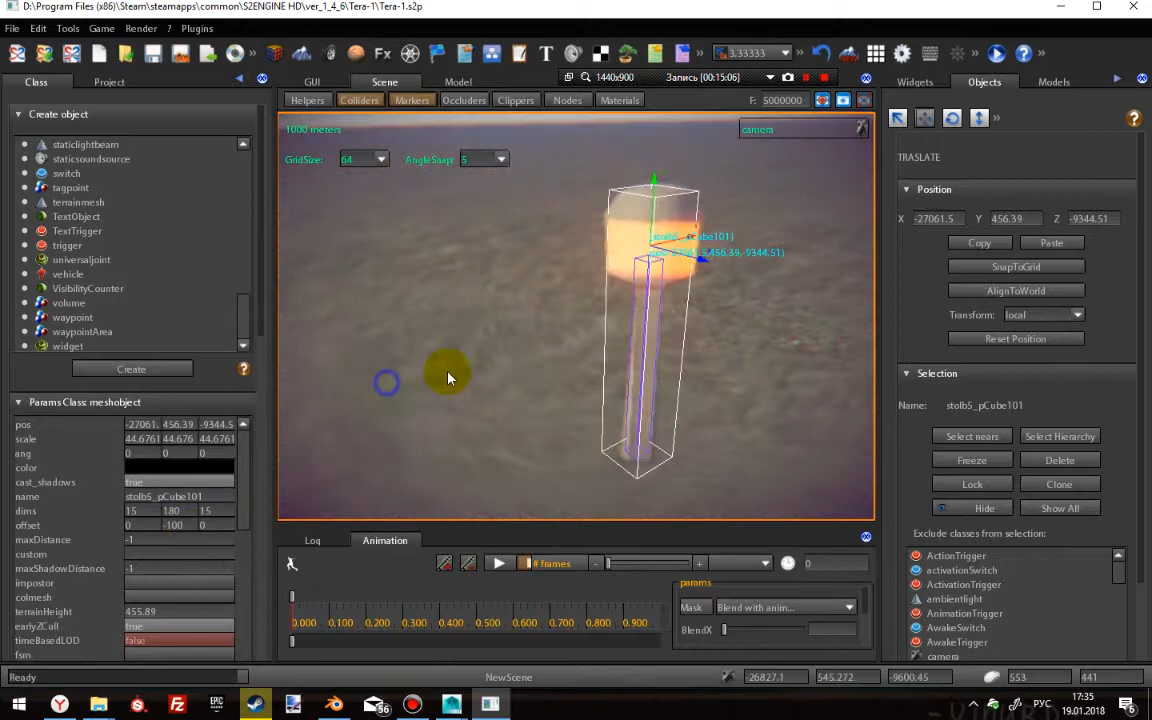 D:\Program Files (x86)\Steam\steamapps\common\S2ENGINE HD\ver_1_4_6\Tera-1\Tera-1.s2p
File Edit Tools Game Render Plugins
Fx T 3.33333
Class Project
GUI Scene Model
1440x900 Запись [00:15:06]
Widgets Objects Models
Helpers Colliders Markers Occluders Clippers Nodes Materials F: 5000000
Create object
staticlightbeam
staticsoundsource
switch
tagpoint
terrainmesh
TextObject
TextTrigger
trigger
universaljoint
vehicle
VisibilityCounter
volume
waypoint
waypointArea
widget
Create
Params Class: meshobject
pos -27061. 456.39 -9344.5
scale 44.6761 44.676 44.6761
ang 0 0 0
color
cast_shadows true
name stolb5_pCube101
dims 15 180 15
offset 0 -100 0
maxDistance -1
custom
maxShadowDistance -1
impostor
colmesh
terrainHeight 455.89
earlyZCull true
timeBasedLOD false
fsm
1000 meters
camera
GridSize: 64 AngleSnap: 5
Log Animation
# frames - + 0
0.000 0.100 0.200 0.300 0.400 0.500 0.600 0.700 0.800 0.900
params
Mask Blend with anim...
BlendX
TRANSLATE
Position
X -27061.5 Y 456.39 Z -9344.51
Copy Paste
SnapToGrid
AlignToWorld
Transform: local
Reset Position
Selection
Name: stolb5_pCube101
Select nears Select Hierarchy
Freeze Delete
Lock Clone
Hide Show All
Exclude classes from selection:
ActionTrigger
activationSwitch
ActivationTrigger
ambientlight
AnimationTrigger
AwakeSwitch
AwakeTrigger
camera
Ready NewScene -26827.1 545.272 -9600.45 553 441
EPIC
56
РУС
17:35
19.01.2018
6